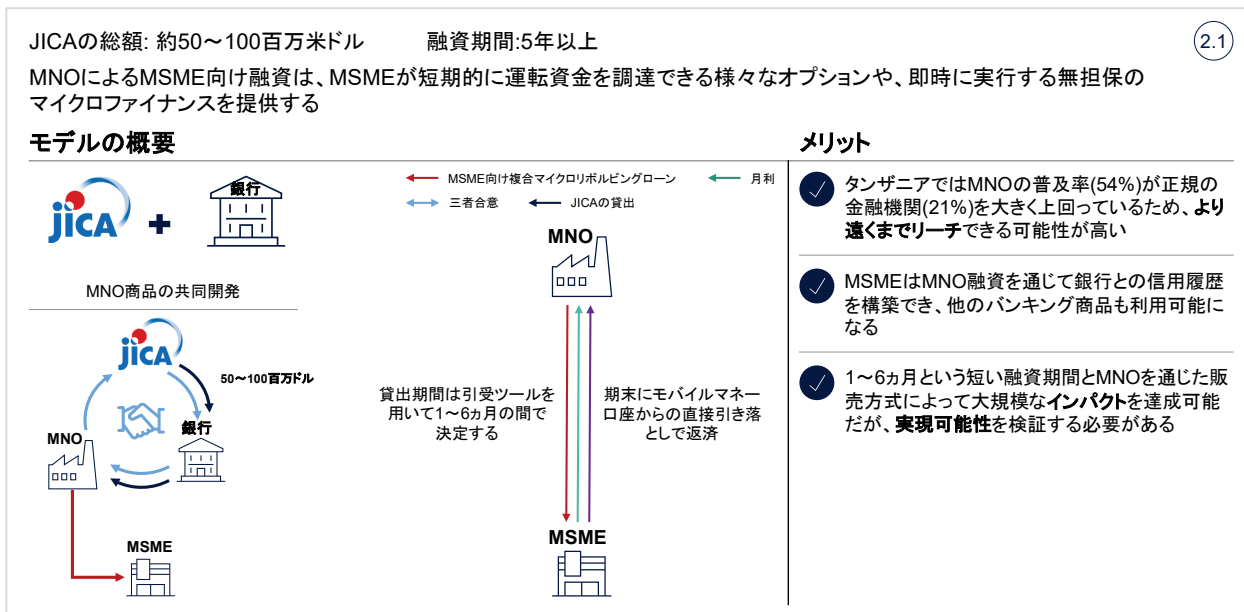 JICAの総額: 約50～100百万米ドル　　融資期間:5年以上
2.1
MNOによるMSME向け融資は、MSMEが短期的に運転資金を調達できる様々なオプションや、即時に実行する無担保の
マイクロファイナンスを提供する
モデルの概要
jICA
+
銀行
MNO商品の共同開発
jICA
50～100百万ドル
銀行
MNO
MSME
MSME向け複合マイクロリボルビングローン
月利
三者合意
JICAの貸出
MNO
貸出期間は引受ツールを
用いて1～6ヵ月の間で
決定する
期末にモバイルマネー
口座からの直接引き落
としで返済
MSME
メリット
タンザニアではMNOの普及率(54%)が正規の
金融機関(21%)を大きく上回っているため、より
遠くまでリーチできる可能性が高い
MSMEはMNO融資を通じて銀行との信用履歴
を構築でき、他のバンキング商品も利用可能に
なる
1～6ヵ月という短い融資期間とMNOを通じた販
売方式によって大規模なインパクトを達成可能
だが、実現可能性を検証する必要がある